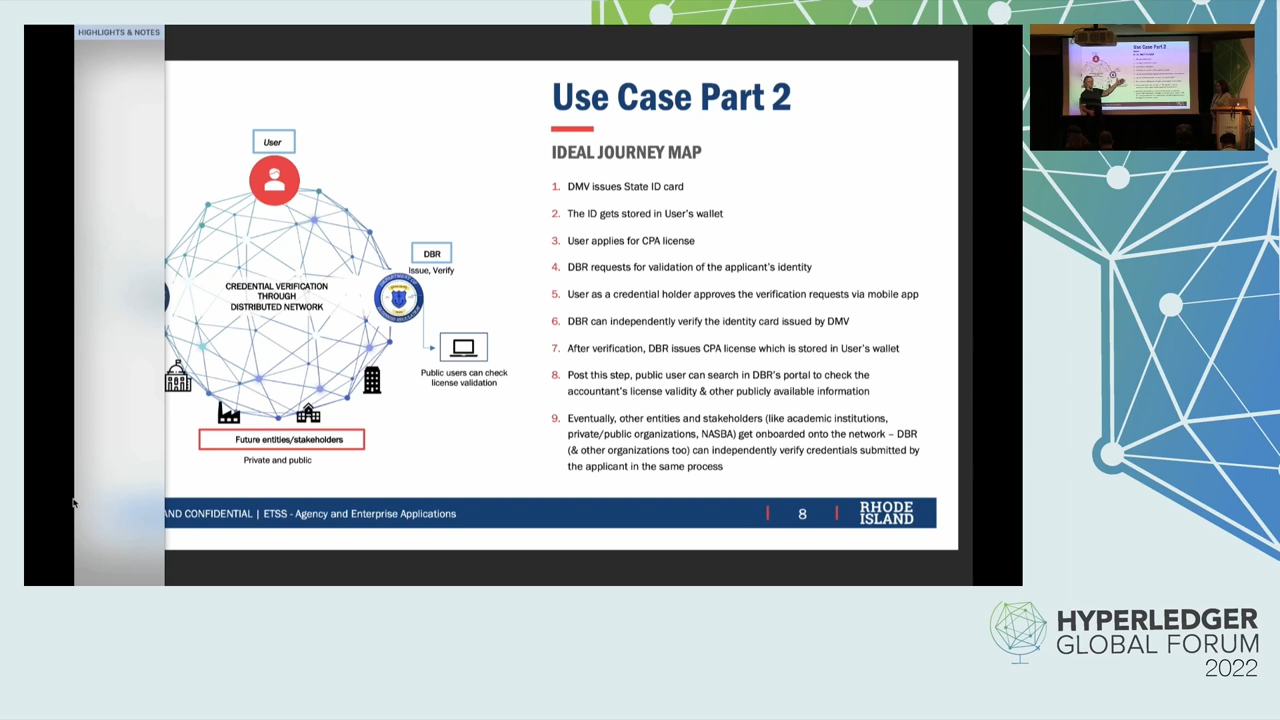 HIGHLIGHTS & NOTES
Use Case Part 2
IDEAL JOURNEY MAP
1. DMV issues State ID card
2. The ID gets stored in User's wallet
3. User applies for CPA license
4. DBR requests for validation of the applicant's identity
5. User as a credential holder approves the verification requests via mobile app
6. DBR can independently verify the identity card issued by DMV
7. After verification, DBR issues CPA license which is stored in User's wallet
8. Post this step, public user can search in DBR's portal to check the
accountant's license validity & other publicly available information
9. Eventually, other entities and stakeholders (like academic institutions,
private/public organizations, NASBA) get onboarded onto the network – DBR
(& other organizations too) can independently verify credentials submitted by
the applicant in the same process
User
DBR
Issue, Verify
CREDENTIAL VERIFICATION
THROUGH
DISTRIBUTED NETWORK
Public users can check
license validation
Future entities/stakeholders
Private and public
AND CONFIDENTIAL | ETSS - Agency and Enterprise Applications
8
RHODE
ISLAND
Use Case Part 2
HYPERLEDGER
GLOBAL FORUM
2022